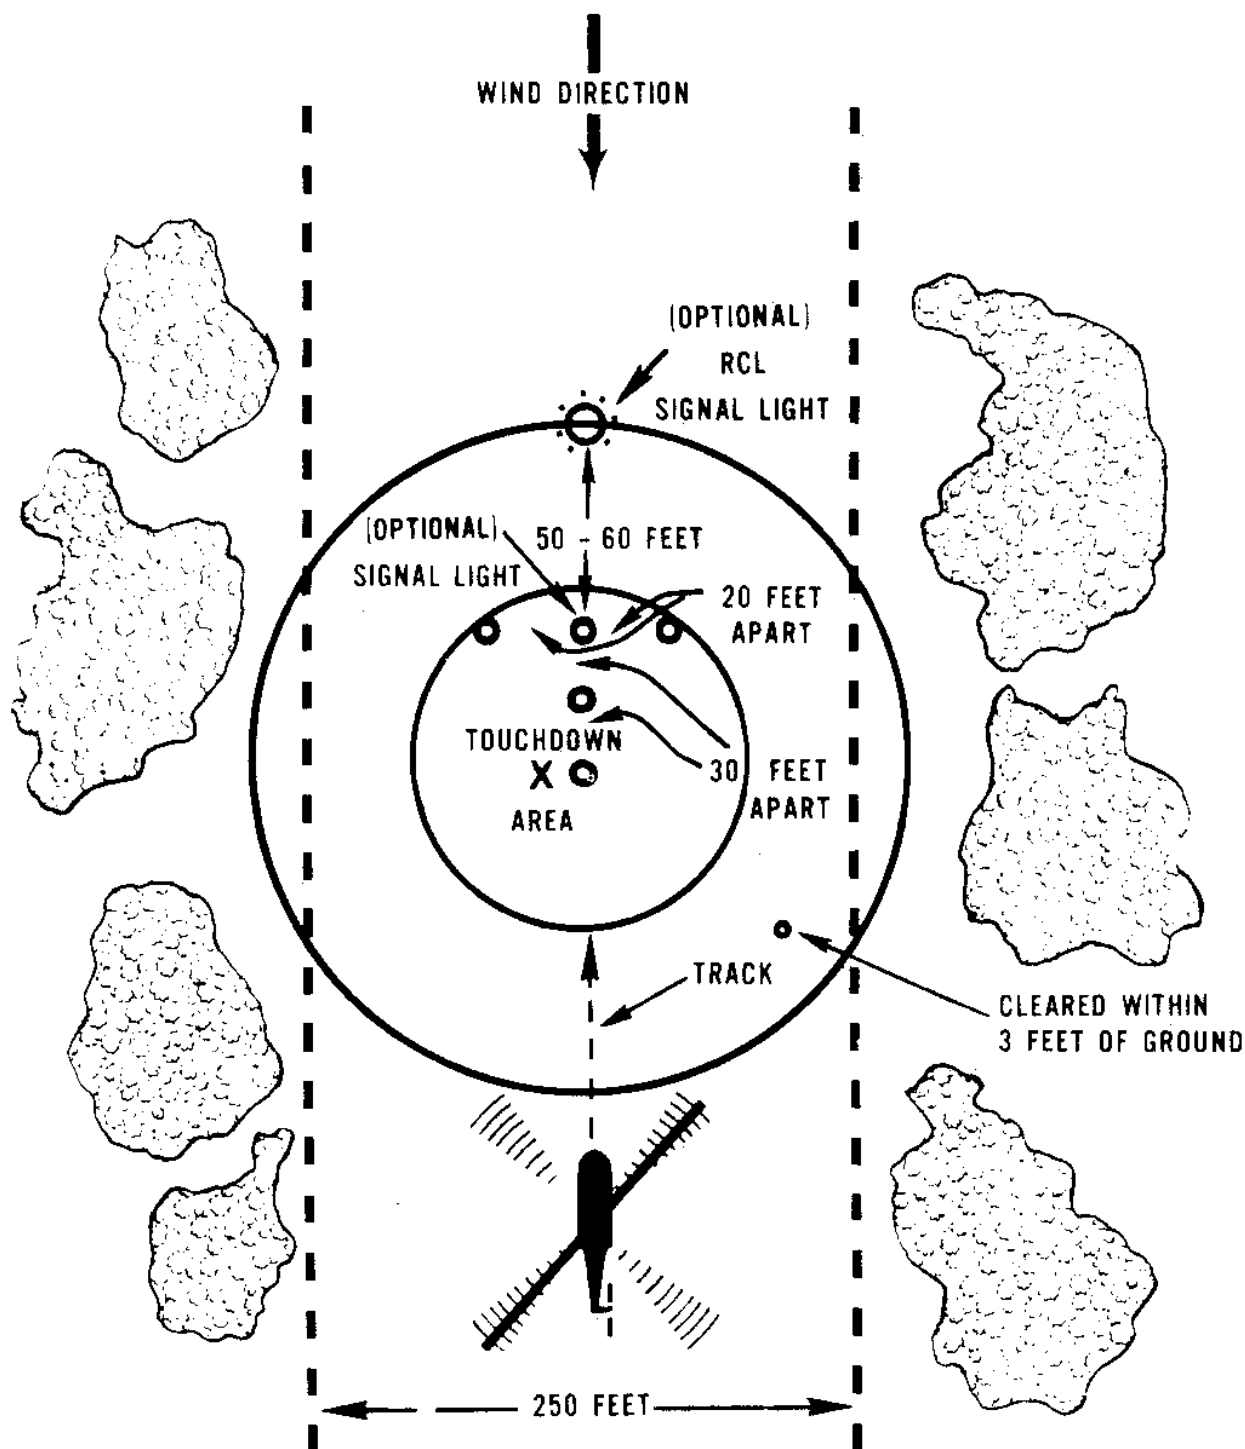 WIND DIRECTION
(OPTIONAL)
RCL
SIGNAL LIGHT
(OPTIONAL)
SIGNAL LIGHT
50 - 60 FEET
20 FEET
APART
TOUCHDOWN
X
AREA
30 FEET
APART
TRACK
CLEARED WITHIN
3 FEET OF GROUND
250 FEET